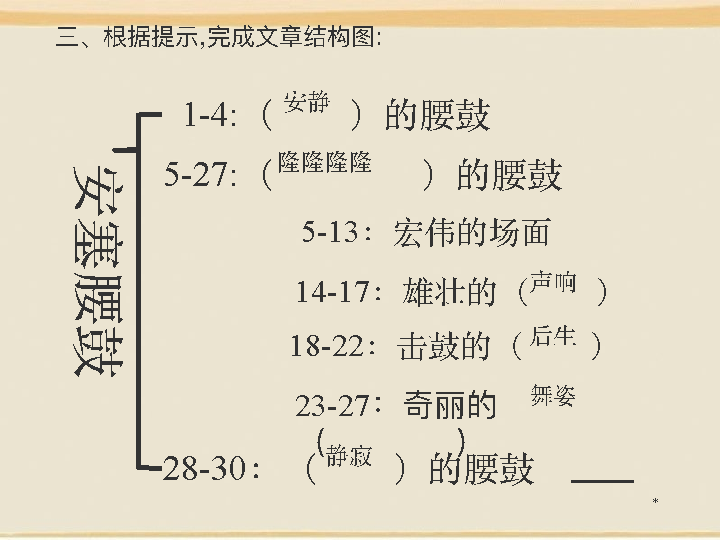 三、根据提示,完成文章结构图:
安塞腰鼓
1-4:（安静）的腰鼓
5-27:（隆隆隆隆）的腰鼓
5-13：宏伟的场面
14-17：雄壮的（声响）
18-22：击鼓的（后生）
23-27：奇丽的 舞姿
(            )
28-30：（静寂）的腰鼓
*